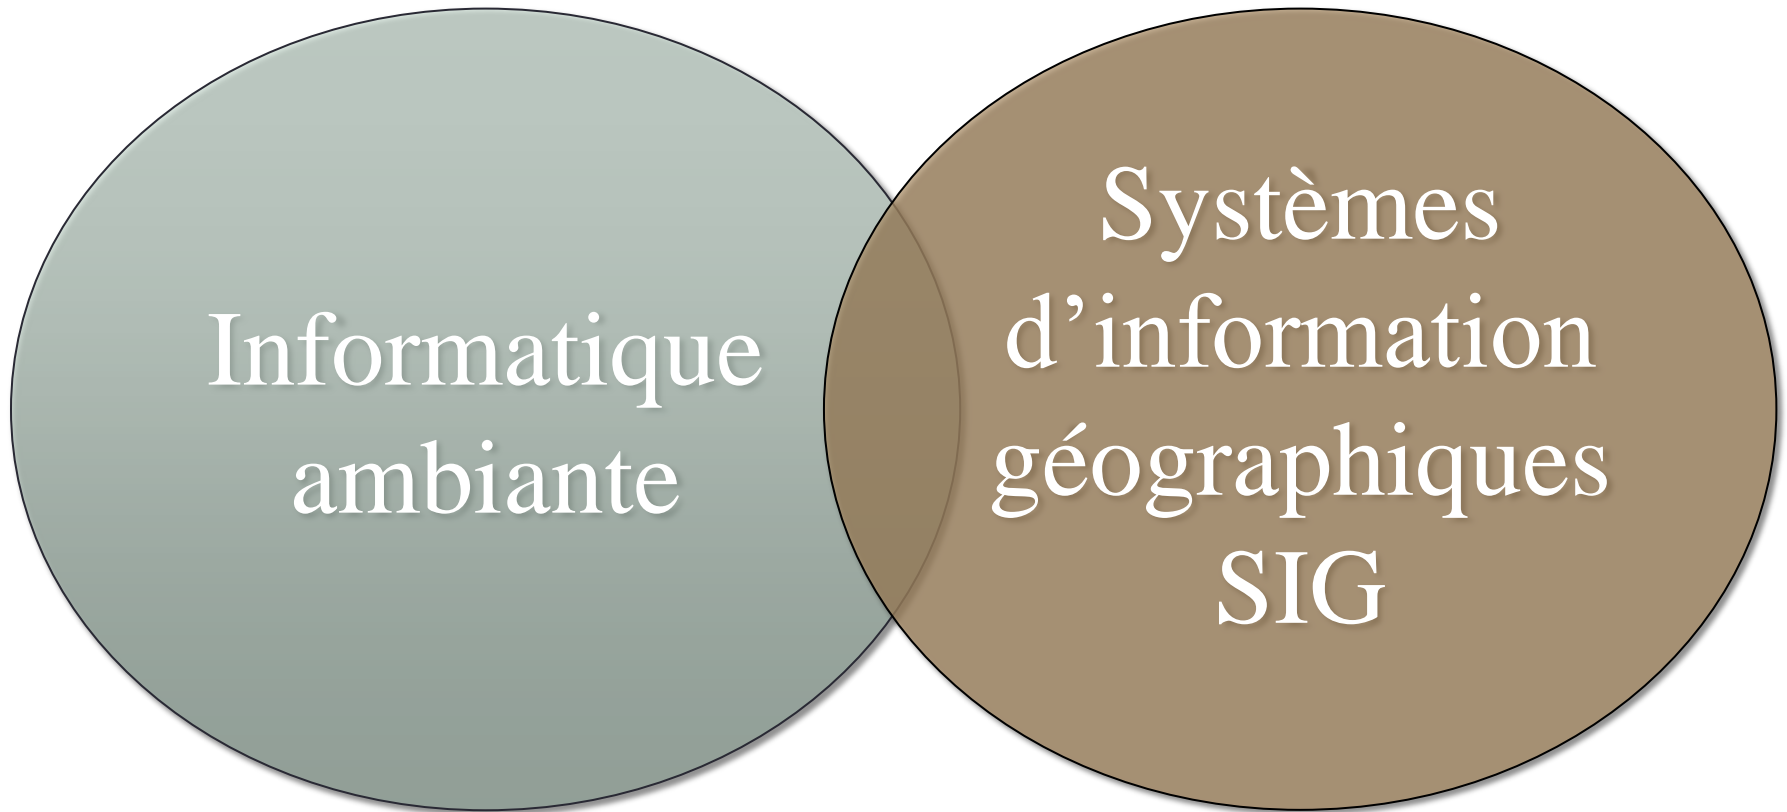 Informatique
ambiante
Systèmes
d’information
géographiques
SIG